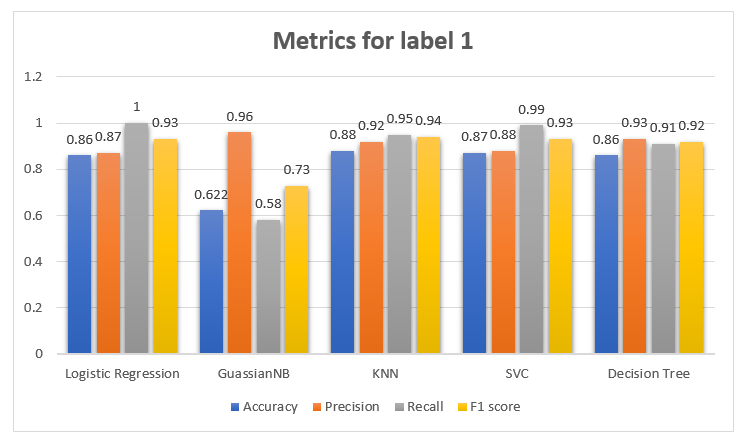 Metrics for label 1
1.2
1
0.8
0.6
0.4
0.2
0
0.86 0.87 1 0.93
0.622 0.96 0.58 0.73
0.88 0.92 0.95 0.94
0.87 0.88 0.99 0.93
0.86 0.93 0.91 0.92
Logistic Regression GuassianNB KNN SVC Decision Tree
Accuracy Precision Recall F1 score